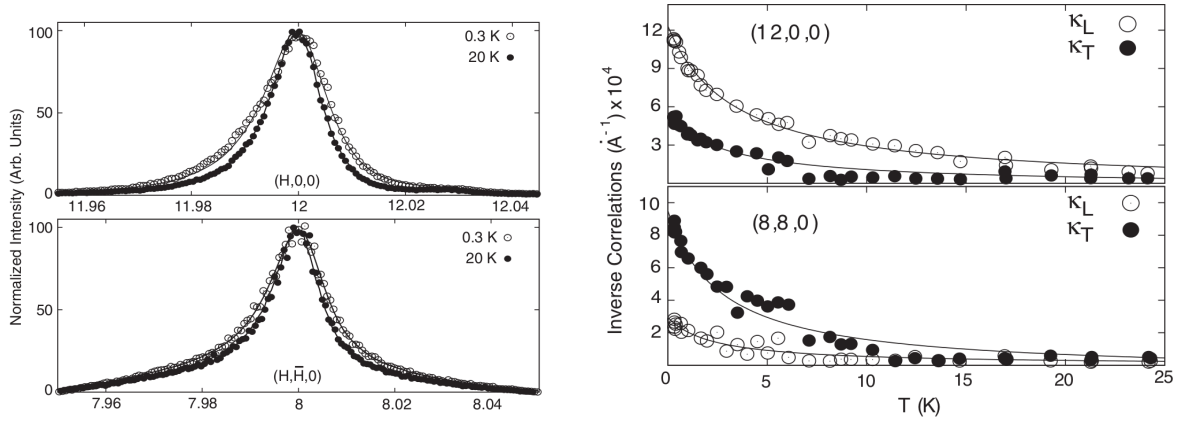 Normalized Intensity (Arb. Units)
100
50
0
0.3 K
20 K
(H,0,0)
11.96 11.98 12 12.02 12.04
100
50
0
0.3 K
20 K
(H,H̅,0)
7.96 7.98 8 8.02 8.04
Inverse Correlations (Å⁻¹) x 10⁴
12
9
6
3
(12,0,0)
κL
κT
10
8
6
4
2
(8,8,0)
κL
κT
0 5 10 15 20 25
T (K)